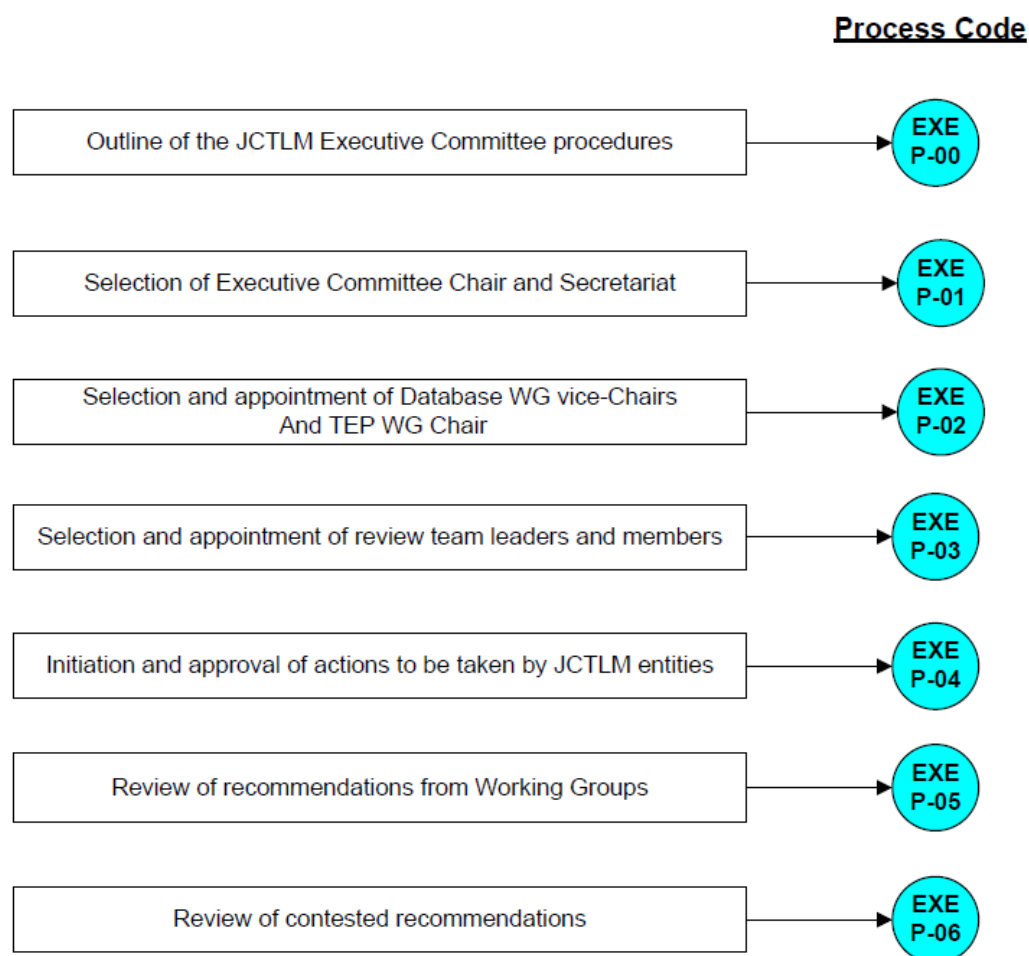 Process Code
Outline of the JCTLM Executive Committee procedures
EXE
P-00
Selection of Executive Committee Chair and Secretariat
EXE
P-01
Selection and appointment of Database WG vice-Chairs
And TEP WG Chair
EXE
P-02
Selection and appointment of review team leaders and members
EXE
P-03
Initiation and approval of actions to be taken by JCTLM entities
EXE
P-04
Review of recommendations from Working Groups
EXE
P-05
Review of contested recommendations
EXE
P-06